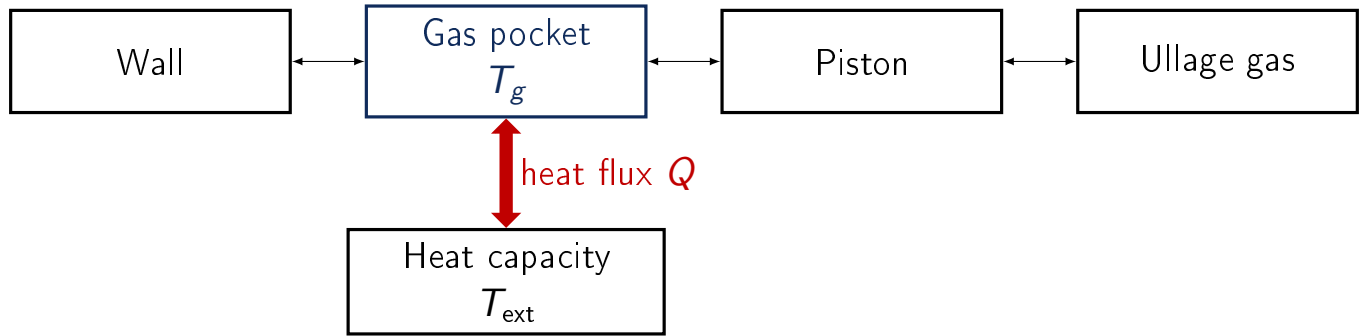 Wall
Gas pocket
T_g
Piston
Ullage gas
heat flux Q
Heat capacity
T_ext